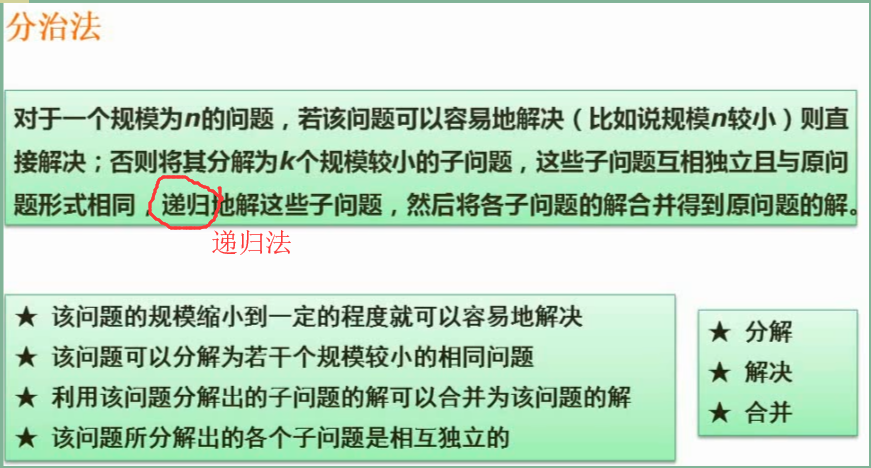 分治法
对于一个规模为n的问题，若该问题可以容易地解决（比如说规模n较小）则直
接解决；否则将其分解为k个规模较小的子问题，这些子问题互相独立且与原问
题形式相同，递归地解这些子问题，然后将各子问题的解合并得到原问题的解。
递归法
★ 该问题的规模缩小到一定的程度就可以容易地解决
★ 该问题可以分解为若干个规模较小的相同问题
★ 利用该问题分解出的子问题的解可以合并为该问题的解
★ 该问题所分解出的各个子问题是相互独立的
★ 分解
★ 解决
★ 合并